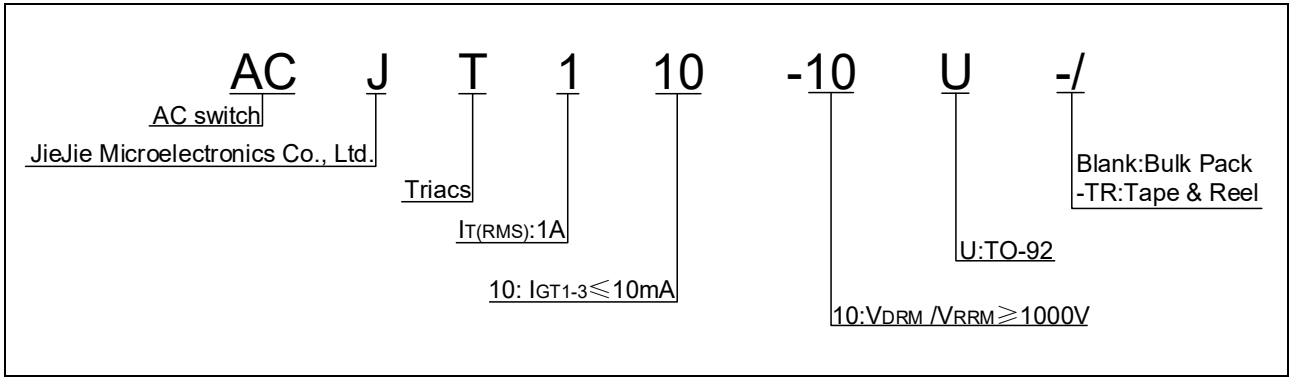 AC J T 1 10 -10 U -/
AC switch
JieJie Microelectronics Co., Ltd.
Triacs
IT(RMS):1A
10: IGT1-3≤10mA
10:VDRM /VRRM≥1000V
U:TO-92
Blank:Bulk Pack
-TR:Tape & Reel